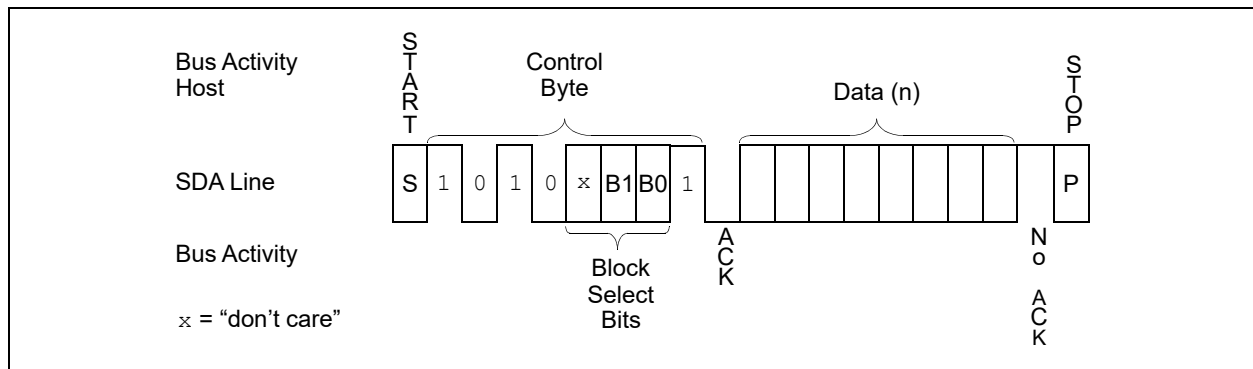 Bus Activity
Host
START
Control
Byte
Data (n)
STOP
SDA Line
S 1 0 1 0 x B1 B0 1 P
Bus Activity
ACK
No ACK
Block
Select
Bits
x = “don’t care”